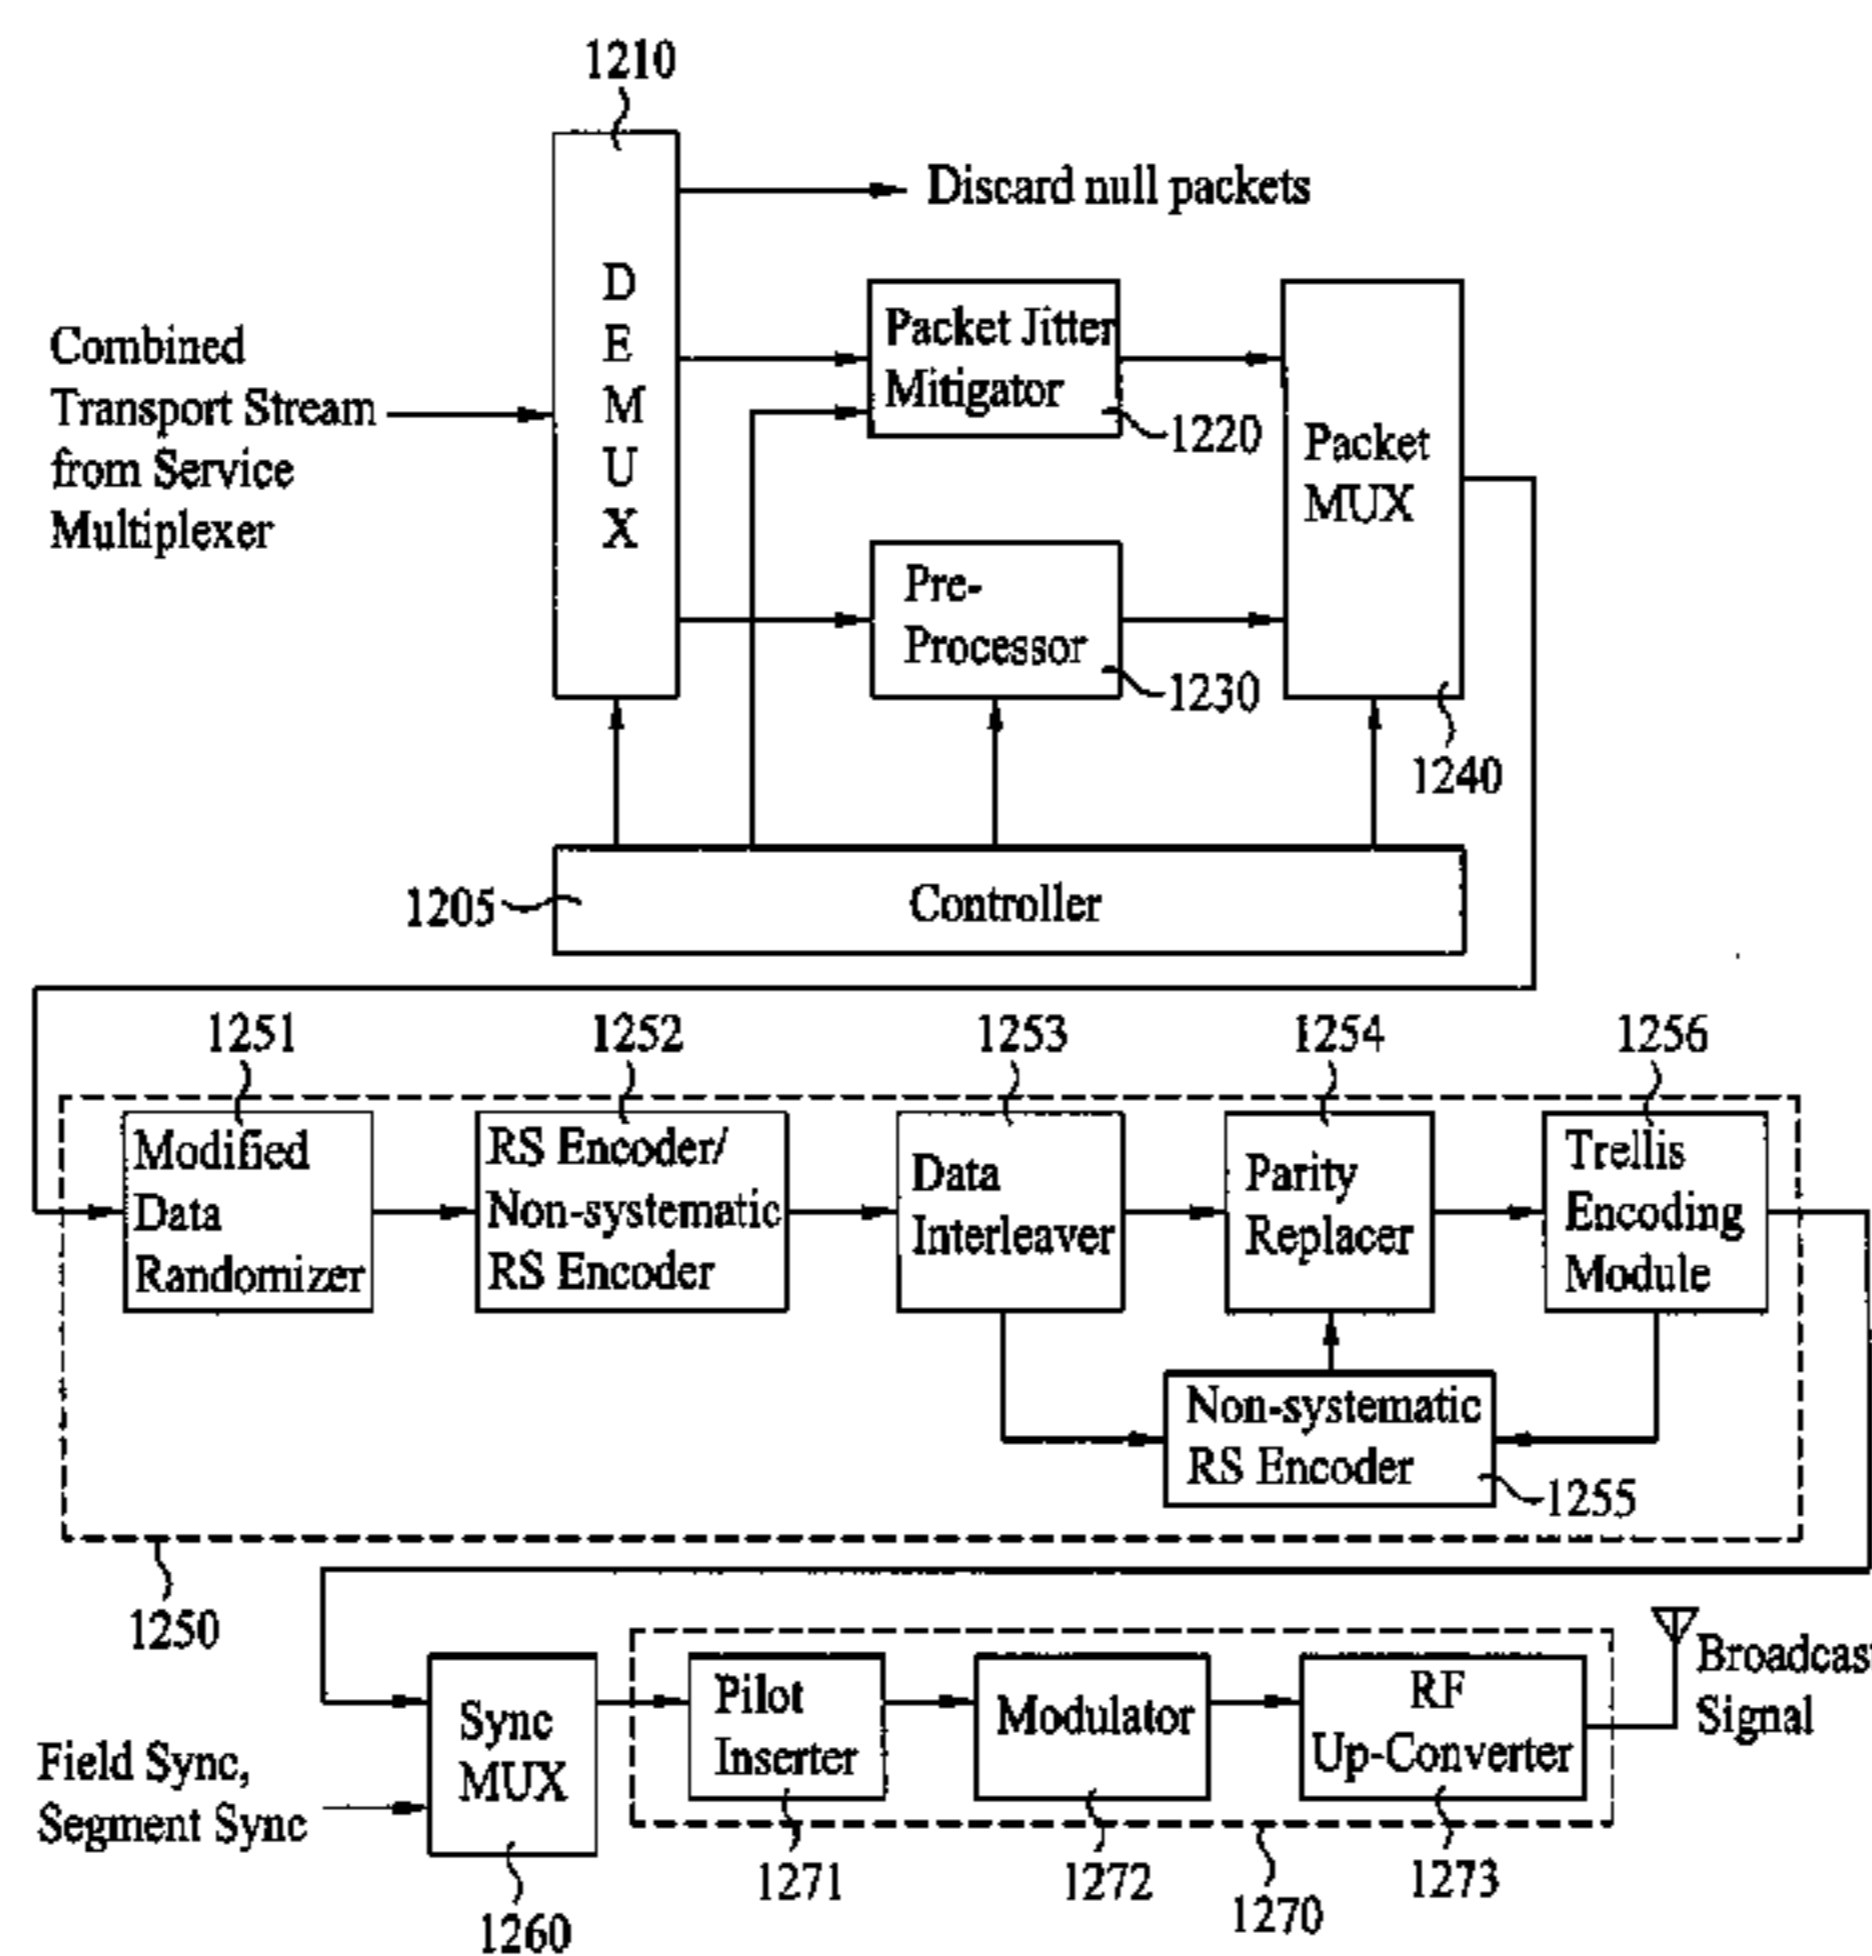 1210
Discard null packets
D
E
M
U
X
Combined
Transport Stream
from Service
Multiplexer
Packet Jitter
Mitigator
1220
Packet
MUX
Pre-
Processor
1230
1240
1205
Controller
1251
1252
1253
1254
1256
Modified
Data
Randomizer
RS Encoder/
Non-systematic
RS Encoder
Data
Interleaver
Parity
Replacer
Trellis
Encoding
Module
Non-systematic
RS Encoder
1255
1250
Sync
MUX
Pilot
Inserter
Modulator
RF
Up-Converter
Broadcas
Signal
Field Sync,
Segment Sync
1271
1272
1273
1270
1260